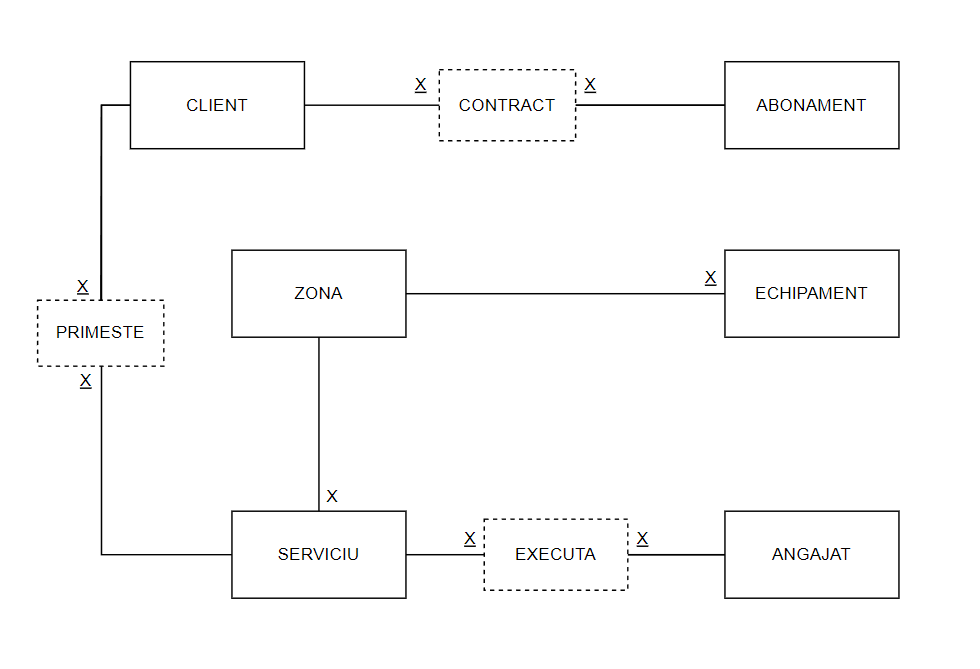 X X
CLIENT CONTRACT ABONAMENT
X X
ZONA ECHIPAMENT
PRIMESTE
X
X
X X
SERVICIU EXECUTA ANGAJAT